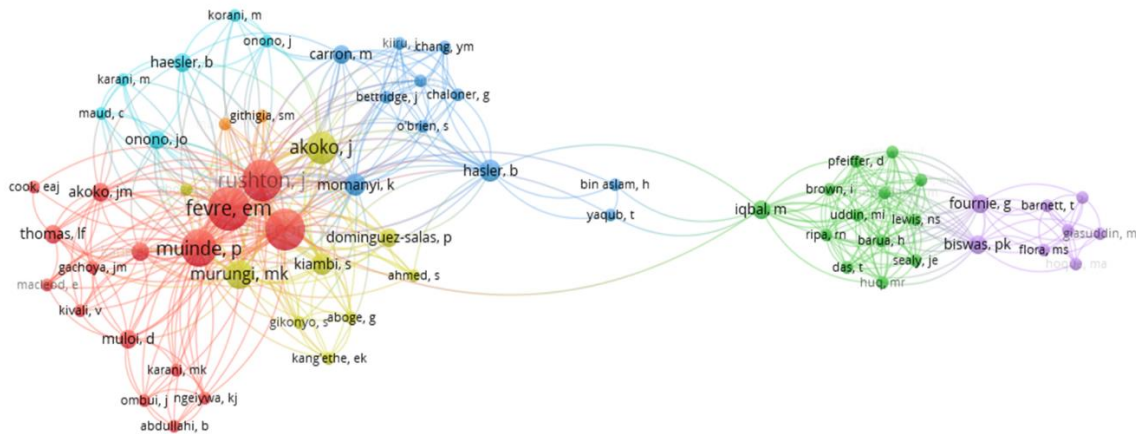 korani, m
onono, j
haesler, b
carron, m
kiiru, j
chang, ym
karani, m
bettridge, j
chaloner, g
maud, c
githigia, sm
o'brien, s
onono, jo
akoko, j
rushton, j
momanyi, k
hasler, b
cook, eaj
akoko, jm
fevre, em
bin aslam, h
yaqub, t
iqbal, m
thomas, lf
muinde, p
dominguez-salas, p
gachoya, jm
murungi, mk
kiambi, s
ahmed, s
macleod, e
kivali, v
gikonyo, s
aboge, g
muloi, d
kang'ethe, ek
karani, mk
ombui, j
ngeiywa, kj
abdullahi, b
pfeiffer, d
brown, i
uddin, mi
lewis, ns
ripa, rn
barua, h
sealy, je
das, t
huq, mr
fournie, g
barnett, t
giasuddin, m
biswas, pk
flora, ms